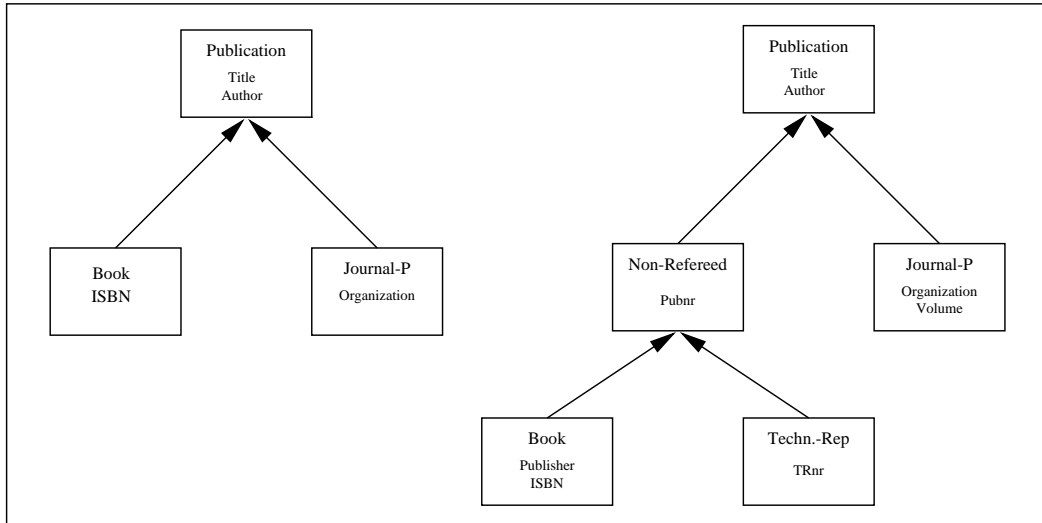 Publication
Title
Author
Book
ISBN
Journal-P
Organization
Publication
Title
Author
Non-Refereed
Pubnr
Journal-P
Organization
Volume
Book
Publisher
ISBN
Techn.-Rep
TRnr